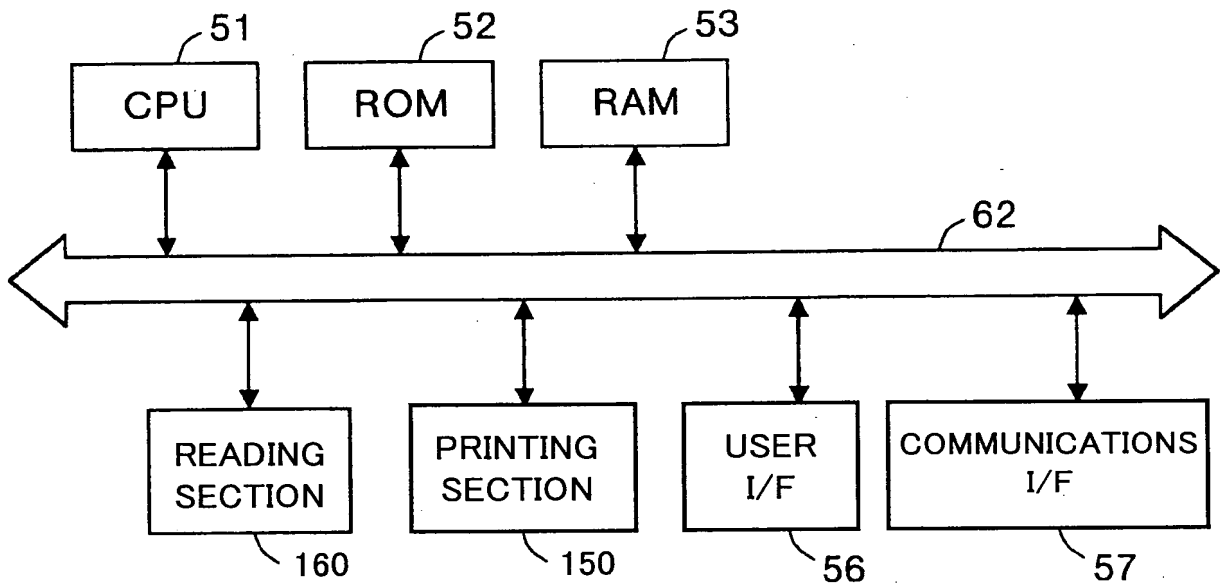 51
52
53
CPU
ROM
RAM
62
READING
SECTION
PRINTING
SECTION
USER
I/F
COMMUNICATIONS
I/F
160
150
56
57